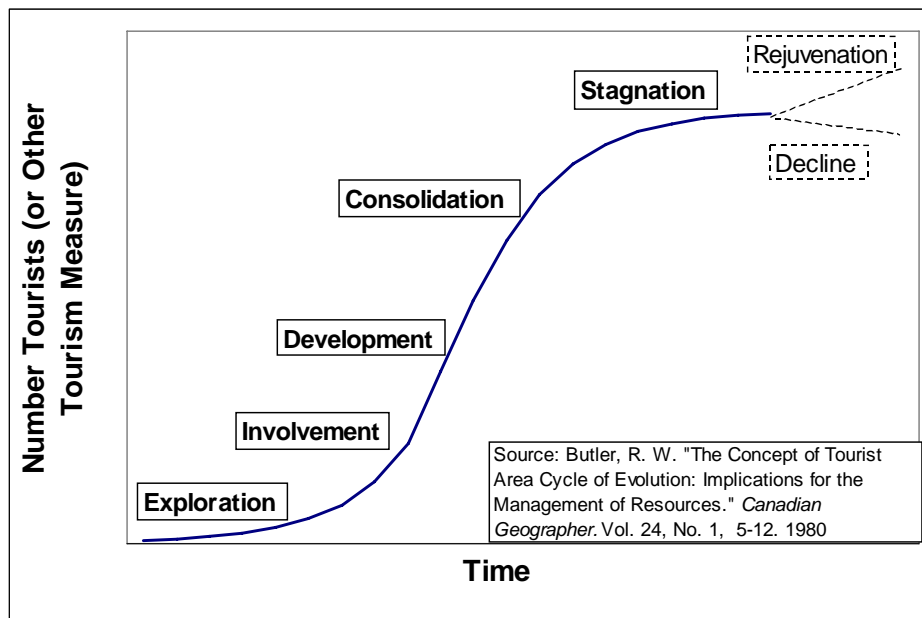 Rejuvenation
Stagnation
Decline
Consolidation
Development
Involvement
Exploration
Number Tourists (or Other
Tourism Measure)
Source: Butler, R. W. "The Concept of Tourist
Area Cycle of Evolution: Implications for the
Management of Resources." Canadian
Geographer. Vol. 24, No. 1, 5-12. 1980
Time